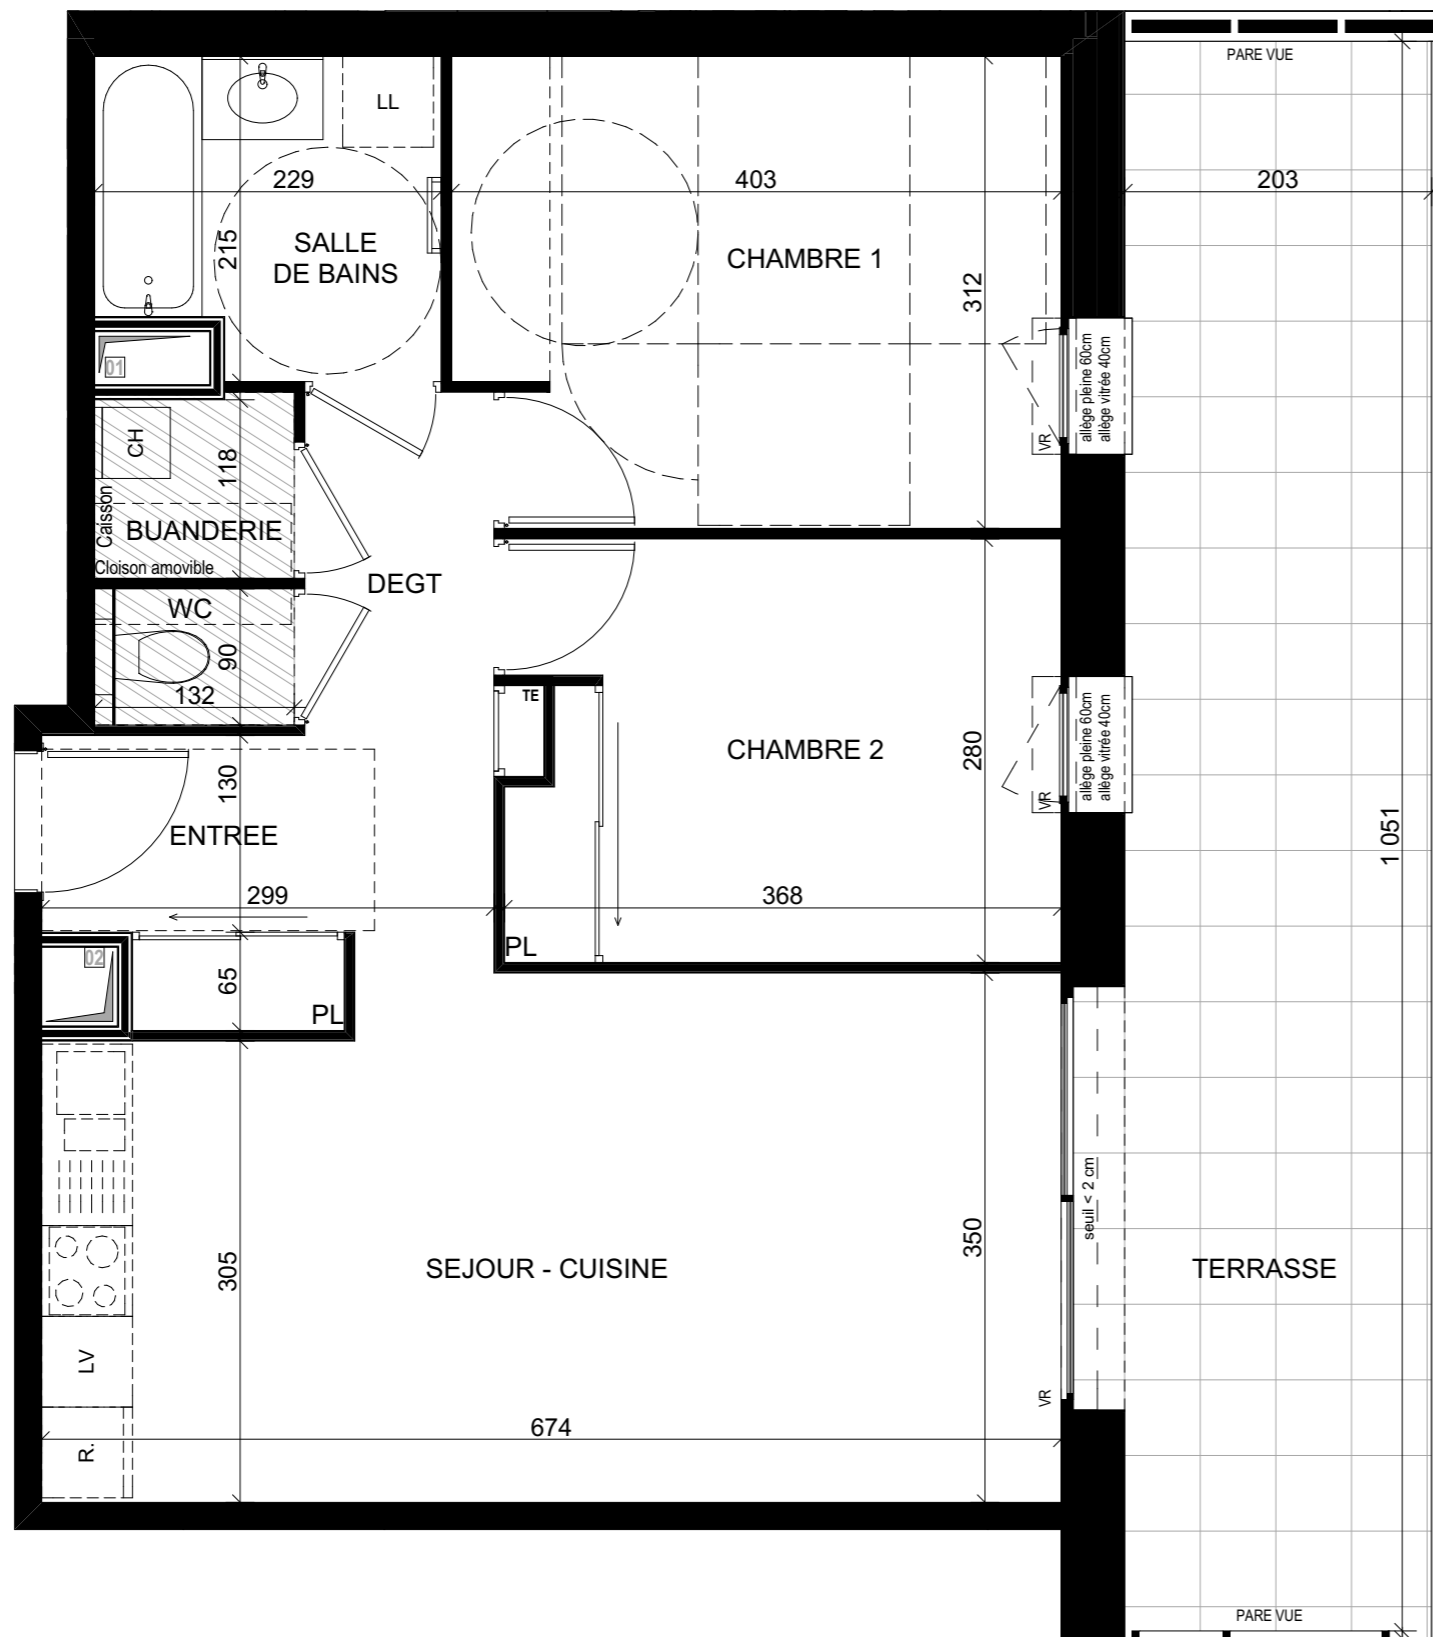 PARE VUE
LL
229
403
203
215
SALLE
DE BAINS
CHAMBRE 1
312
allège pleine 60cm
allège vitrée 40cm
VR
01
CH
118
Caisson
BUANDERIE
Cloison amovible
DEGT
WC
90
132
TE
CHAMBRE 2
280
allège pleine 60cm
allège vitrée 40cm
VR
130
ENTREE
1 051
299
368
PL
02
65
PL
305
350
seuil < 2 cm
SEJOUR - CUISINE
TERRASSE
LV
VR
674
R.
PARE VUE